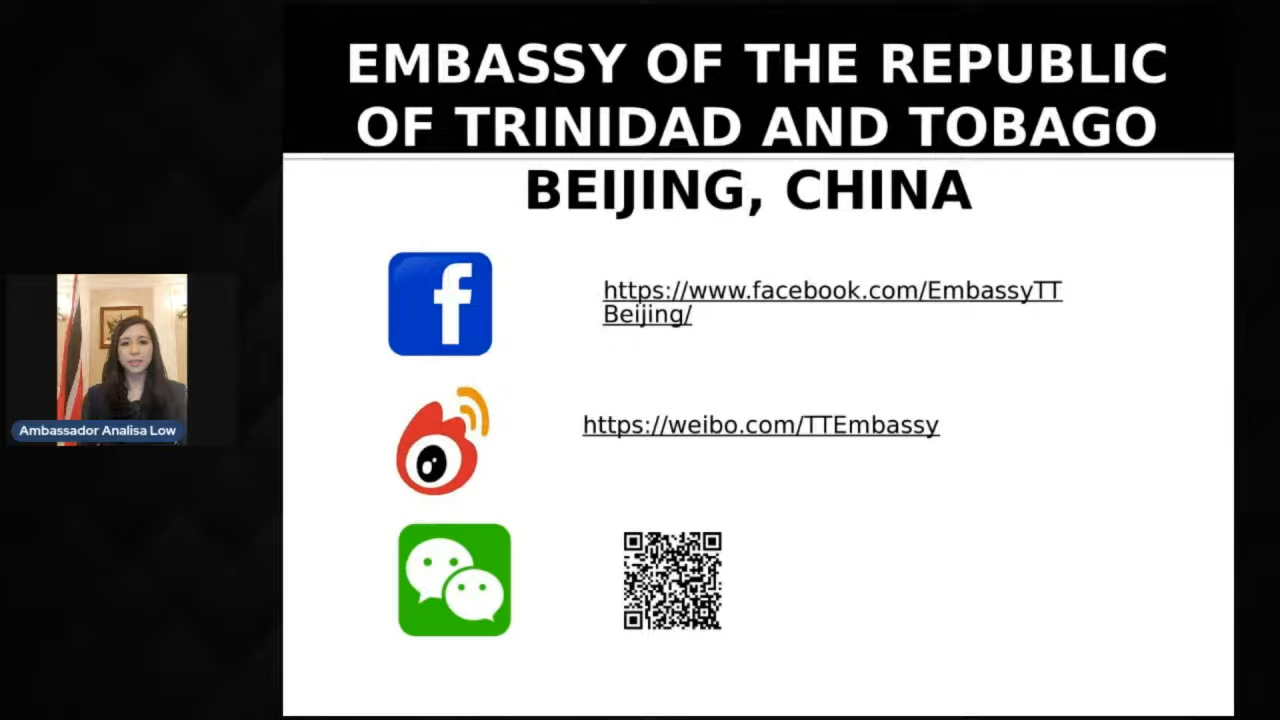 EMBASSY OF THE REPUBLIC
OF TRINIDAD AND TOBAGO
BEIJING, CHINA
https://www.facebook.com/EmbassyTT
Beijing/
https://weibo.com/TTEmbassy
Ambassador Analisa Low